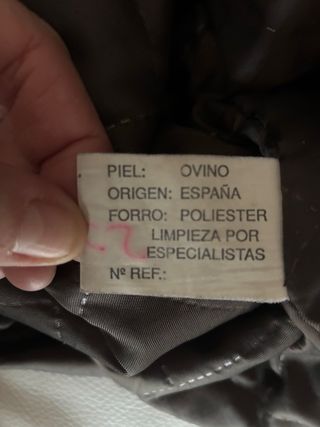 PIEL: OVINO
ORIGEN: ESPAÑA
FORRO: POLIESTER
LIMPIEZA POR
ESPECIALISTAS
Nº REF.: